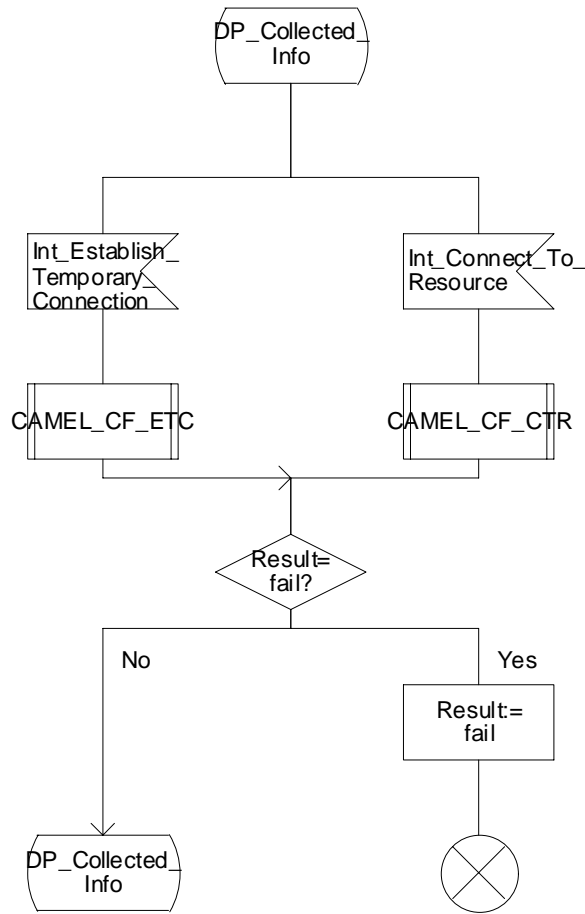 DP_Collected_
Info
Int_Establish_
Temporary_
Connection
Int_Connect_To_
Resource
CAMEL_CF_ETC
CAMEL_CF_CTR
Result=
fail?
No
Yes
Result:=
fail
DP_Collected_
Info